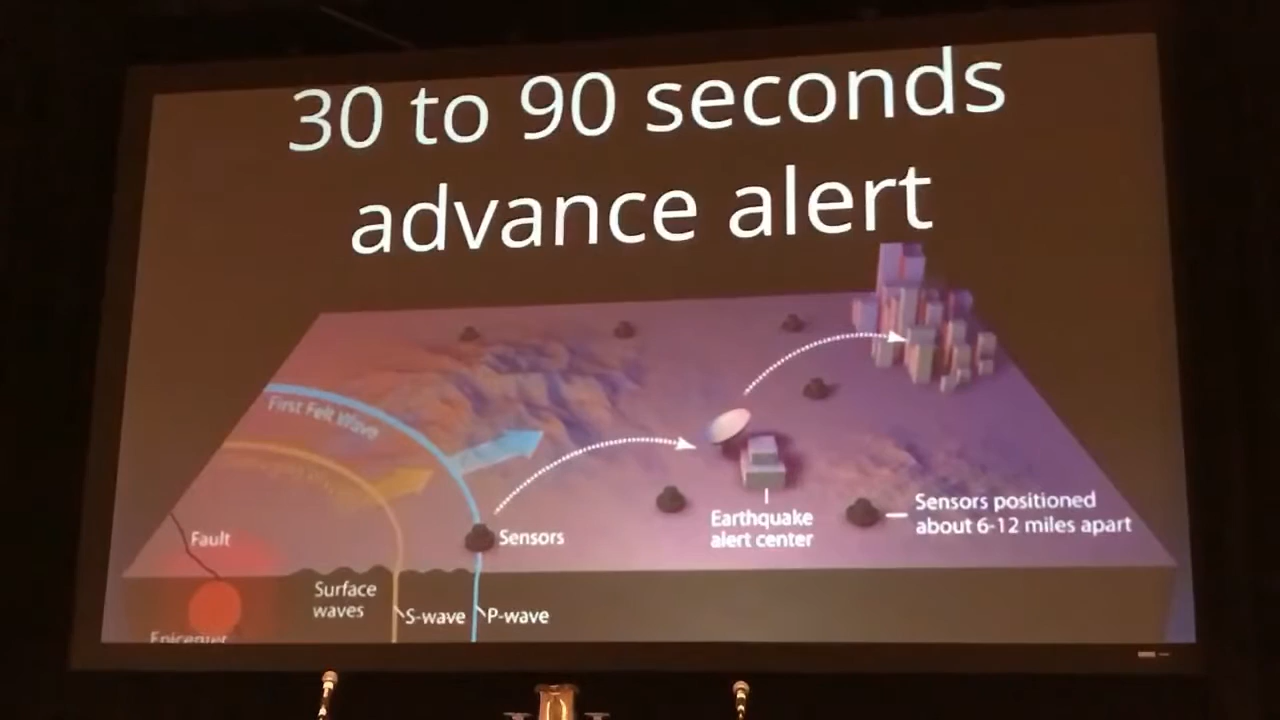 30 to 90 seconds
advance alert
First Felt Wave
Fault
Sensors
Earthquake
alert center
Sensors positioned
about 6-12 miles apart
Surface
waves
S-wave
P-wave
Epicenter